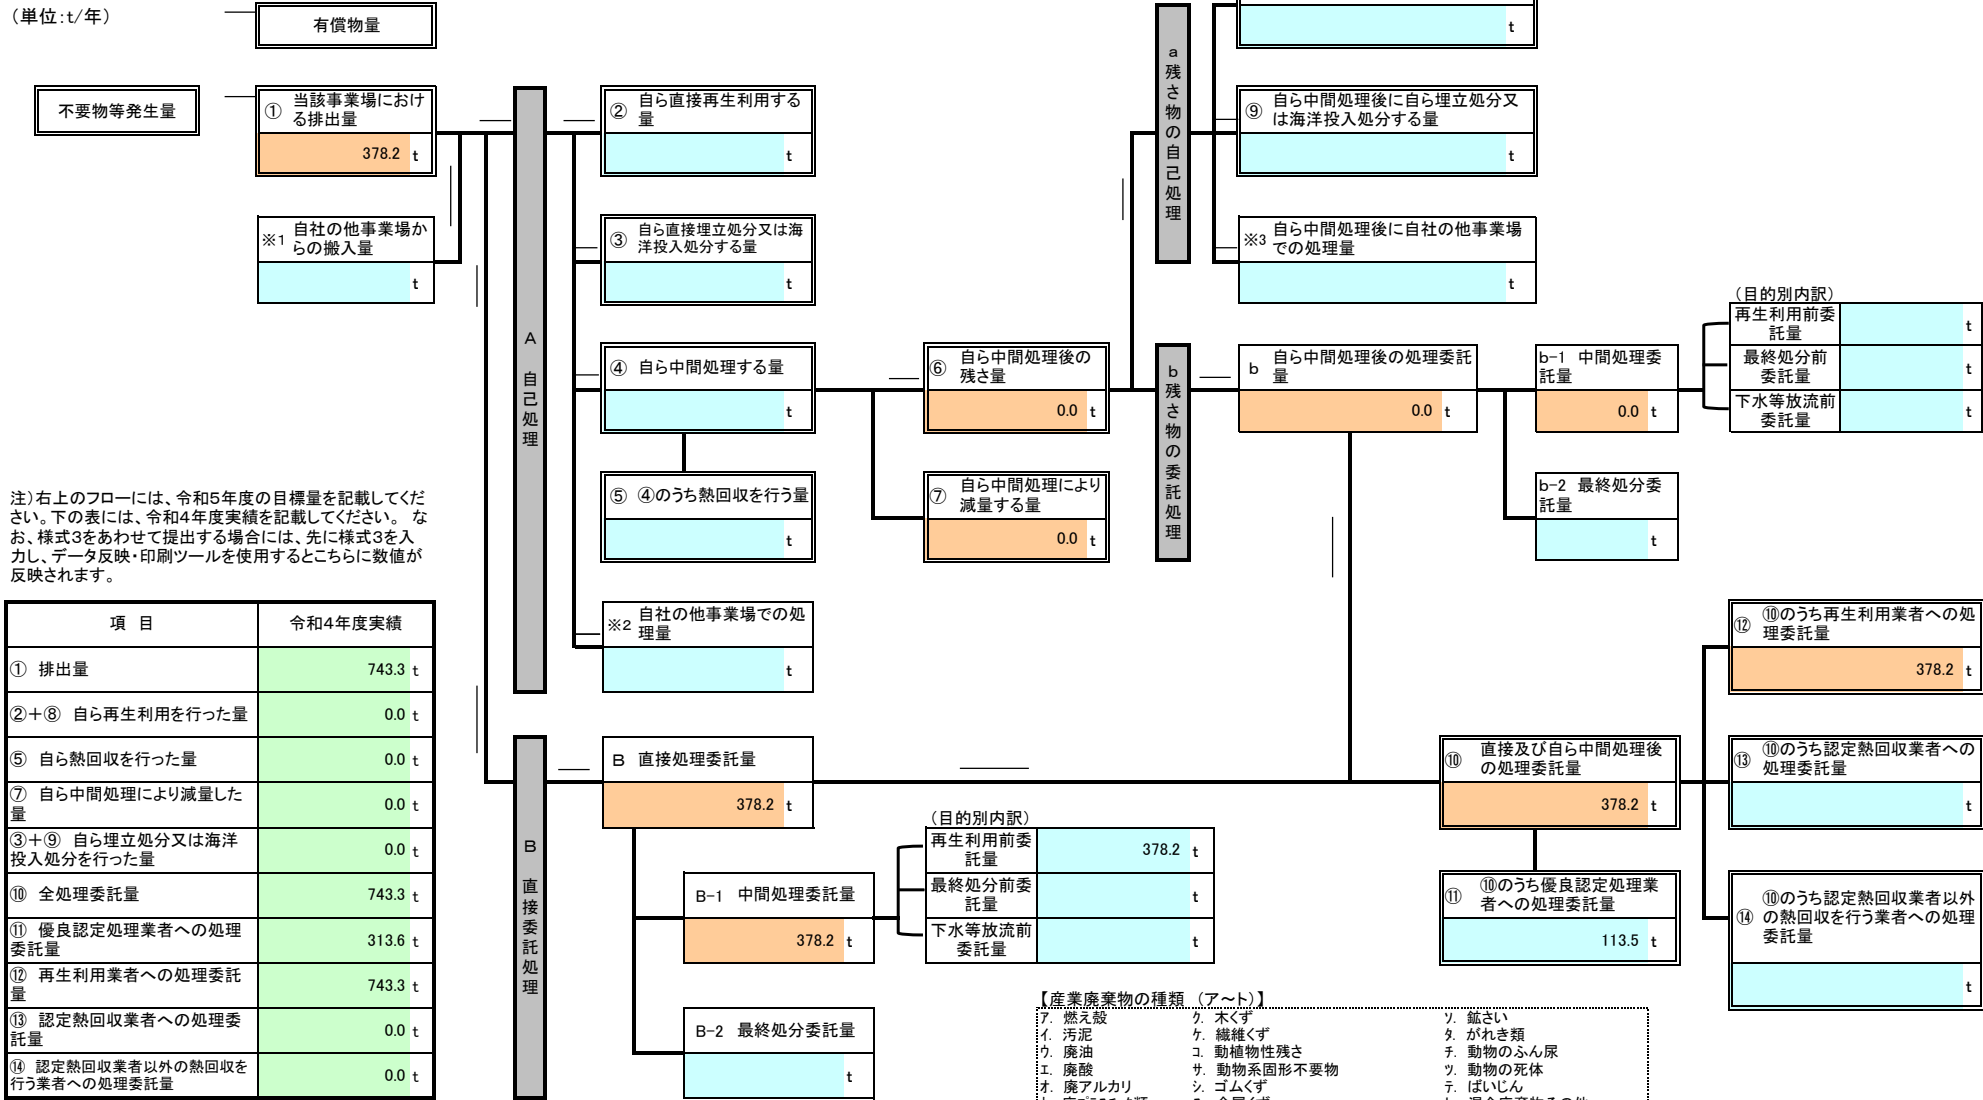 （単位:t/年）
有償物量
t
不要物等発生量
① 当該事業場におけ
る排出量
378.2 t
※1 自社の他事業場か
らの搬入量
t
A 自己処理
② 自ら直接再生利用する
量
t
③ 自ら直接埋立処分又は海
洋投入処分する量
t
④ 自ら中間処理する量
t
⑤ ④のうち熱回収を行う量
t
※2 自社の他事業場での処
理量
t
⑥ 自ら中間処理後の
残さ量
0.0 t
⑦ 自ら中間処理により
減量する量
0.0 t
a 残さ物の自己処理
⑨ 自ら中間処理後に自ら埋立処分又
は海洋投入処分する量
t
※3 自ら中間処理後に自社の他事業場
での処理量
t
b 残さ物の委託処理
b 自ら中間処理後の処理委託
量
0.0 t
b-1 中間処理委
託量
0.0 t
b-2 最終処分委
託量
t
（目的別内訳）
再生利用前委
託量
t
最終処分前
委託量
t
下水等放流前
委託量
t
注）右上のフローには、令和5年度の目標量を記載してくだ
さい。下の表には、令和4年度実績を記載してください。 な
お、様式3をあわせて提出する場合には、先に様式3を入
力し、データ反映・印刷ツールを使用するとこちらに数値が
反映されます。
項 目 令和4年度実績
① 排出量 743.3 t
②+⑧ 自ら再生利用を行った量 0.0 t
⑤ 自ら熱回収を行った量 0.0 t
⑦ 自ら中間処理により減量した
量 0.0 t
③+⑨ 自ら埋立処分又は海洋
投入処分を行った量 0.0 t
⑩ 全処理委託量 743.3 t
⑪ 優良認定処理業者への処理
委託量 313.6 t
⑫ 再生利用業者への処理委託
量 743.3 t
⑬ 認定熱回収業者への処理委
託量 0.0 t
⑭ 認定熱回収業者以外の熱回収を
行う業者への処理委託量 0.0 t
B 直接委託処理
B 直接処理委託量
378.2 t
B-1 中間処理委託量
378.2 t
B-2 最終処分委託量
t
（目的別内訳）
再生利用前委
託量
378.2 t
最終処分前委
託量
t
下水等放流前
委託量
t
⑩ 直接及び自ら中間処理後
の処理委託量
378.2 t
⑪ ⑩のうち優良認定処理業
者への処理委託量
113.5 t
⑫ ⑩のうち再生利用業者への処
理委託量
378.2 t
⑬ ⑩のうち認定熱回収業者への
処理委託量
t
⑭ ⑩のうち認定熱回収業者以外
の熱回収を行う業者への処理
委託量
t
【産業廃棄物の種類 （ア～ト）】
ア. 燃え殻 ク. 木くず ソ. 鉱さい
イ. 汚泥 ケ. 繊維くず タ. がれき類
ウ. 廃油 コ. 動植物性残さ チ. 動物のふん尿
エ. 廃酸 サ. 動物系固形不要物 ツ. 動物の死体
オ. 廃アルカリ シ. ゴムくず テ. ばいじん